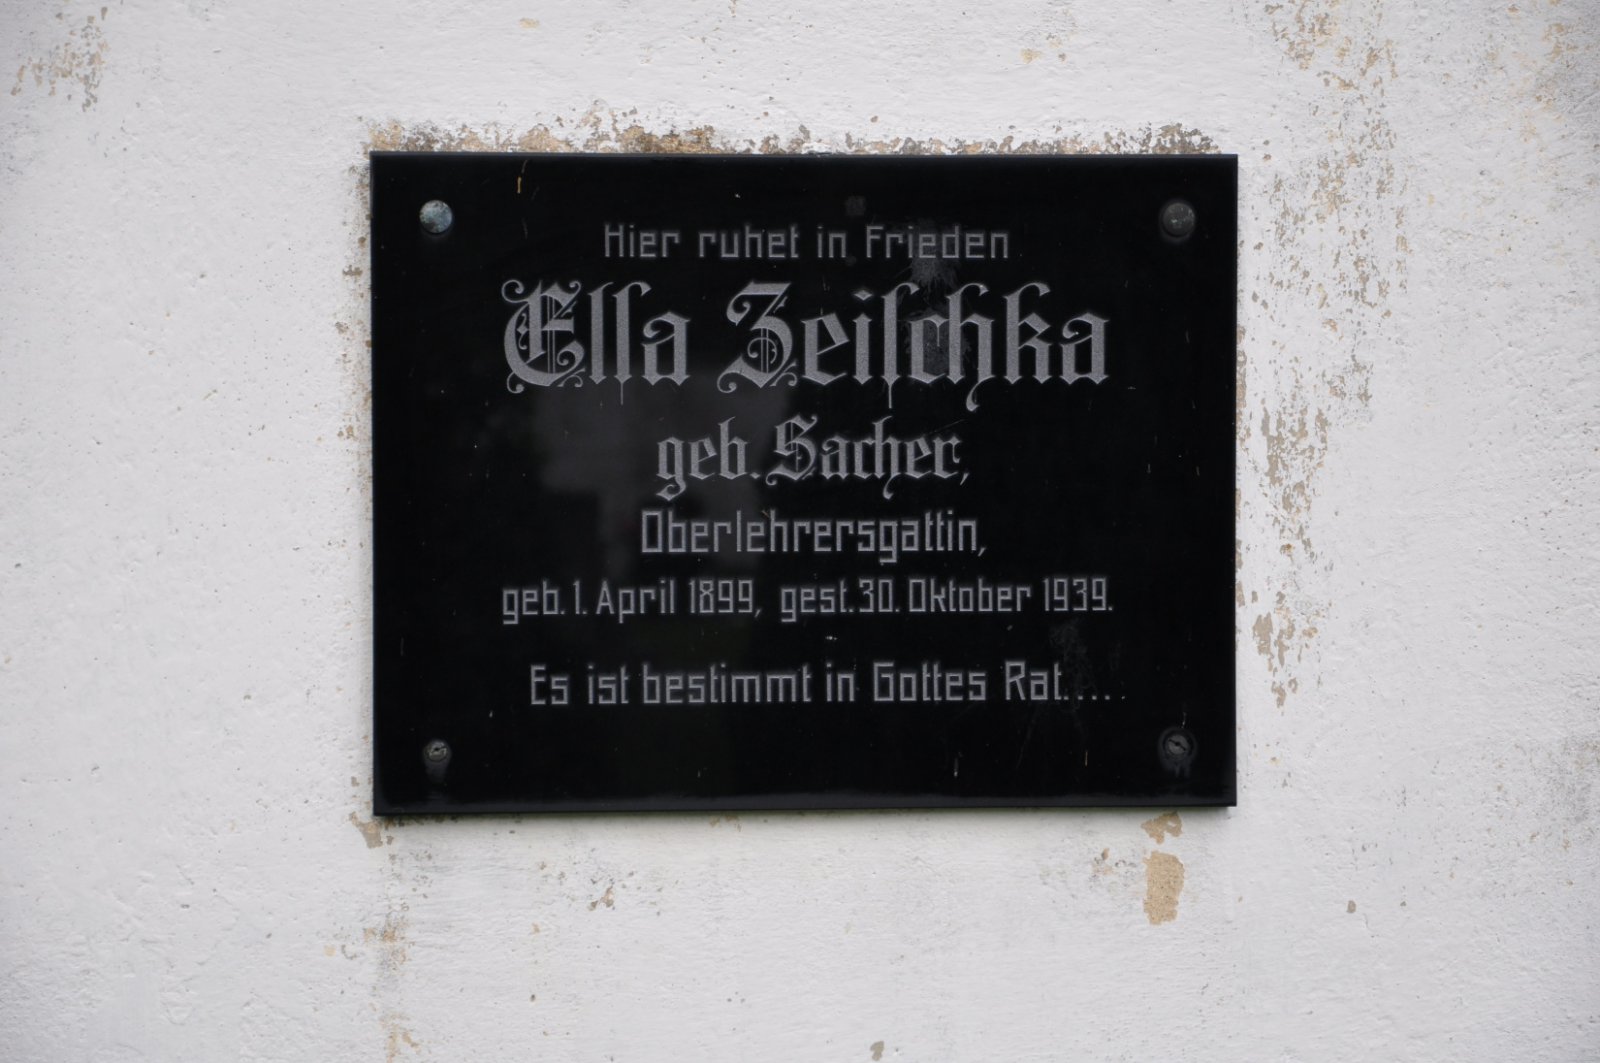 Hier ruhet in Frieden
Elſa Zeiſchka
geb. Sacher,
Oberlehrersgattin,
geb. 1. April 1899, gest. 30. Oktober 1939.
Es ist bestimmt in Gottes Rat.....